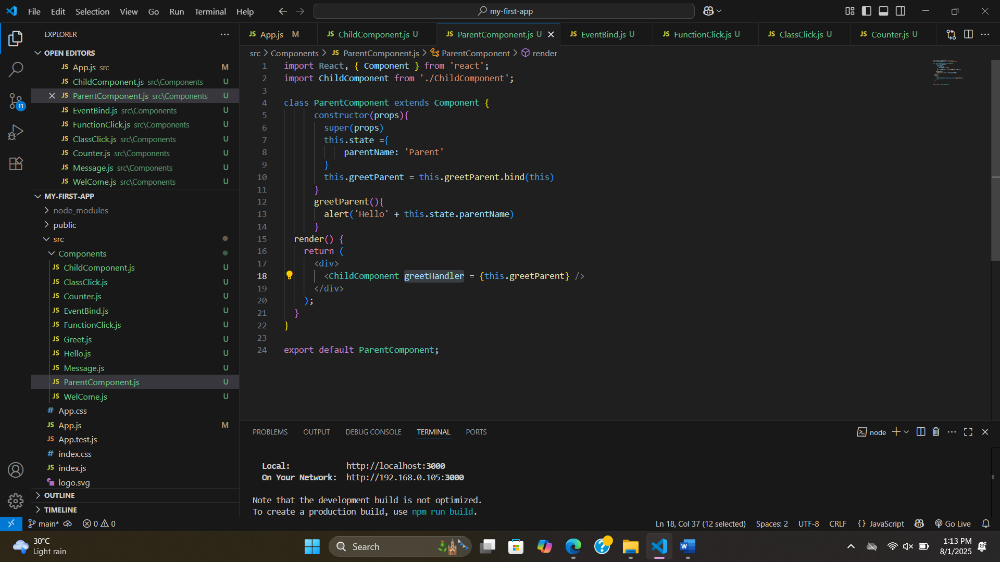 File Edit Selection View Go Run Terminal Help
my-first-app
EXPLORER
OPEN EDITORS
JS App.js src M
JS ChildComponent.js src\Components U
JS ParentComponent.js src\Components U
JS EventBind.js src\Components U
JS FunctionClick.js src\Components U
JS ClassClick.js src\Components U
JS Counter.js src\Components U
JS Message.js src\Components U
JS WelCome.js src\Components U
MY-FIRST-APP
node_modules
public
src
Components
JS ChildComponent.js U
JS ClassClick.js U
JS Counter.js U
JS EventBind.js U
JS FunctionClick.js U
JS Greet.js U
JS Hello.js U
JS Message.js U
JS ParentComponent.js U
JS WelCome.js U
# App.css
JS App.js M
JS App.test.js
# index.css
JS index.js
logo.svg
OUTLINE
TIMELINE
11
JS App.js M JS ChildComponent.js U JS ParentComponent.js U JS EventBind.js U JS FunctionClick.js U JS ClassClick.js U JS Counter.js U
src > Components > JS ParentComponent.js > ParentComponent > render
1 import React, { Component } from 'react';
2 import ChildComponent from './ChildComponent';
3
4 class ParentComponent extends Component {
5 constructor(props){
6 super(props)
7 this.state ={
8 parentName: 'Parent'
9 }
10 this.greetParent = this.greetParent.bind(this)
11 }
12 greetParent(){
13 alert('Hello' + this.state.parentName)
14 }
15 render() {
16 return (
17 <div>
18 <ChildComponent greetHandler = {this.greetParent} />
19 </div>
20 );
21 }
22 }
23
24 export default ParentComponent;
PROBLEMS OUTPUT DEBUG CONSOLE TERMINAL PORTS
node
Local: http://localhost:3000
On Your Network: http://192.168.0.105:3000
Note that the development build is not optimized.
To create a production build, use npm run build.
main* 0 0
Ln 18, Col 37 (12 selected) Spaces: 2 UTF-8 CRLF {} JavaScript Go Live
30°C
Light rain
Search
1:13 PM
8/1/2025